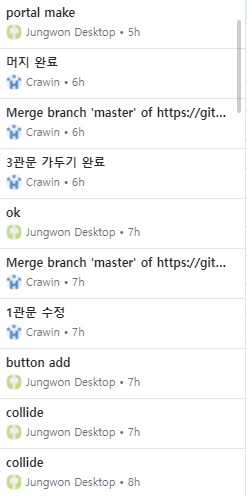 portal make
Jungwon Desktop • 5h
머지 완료
Crawin • 6h
Merge branch 'master' of https://git...
Crawin • 6h
3관문 가두기 완료
Crawin • 6h
ok
Jungwon Desktop • 7h
Merge branch 'master' of https://git...
Crawin • 7h
1관문 수정
Crawin • 7h
button add
Jungwon Desktop • 7h
collide
Jungwon Desktop • 7h
collide
Jungwon Desktop • 8h